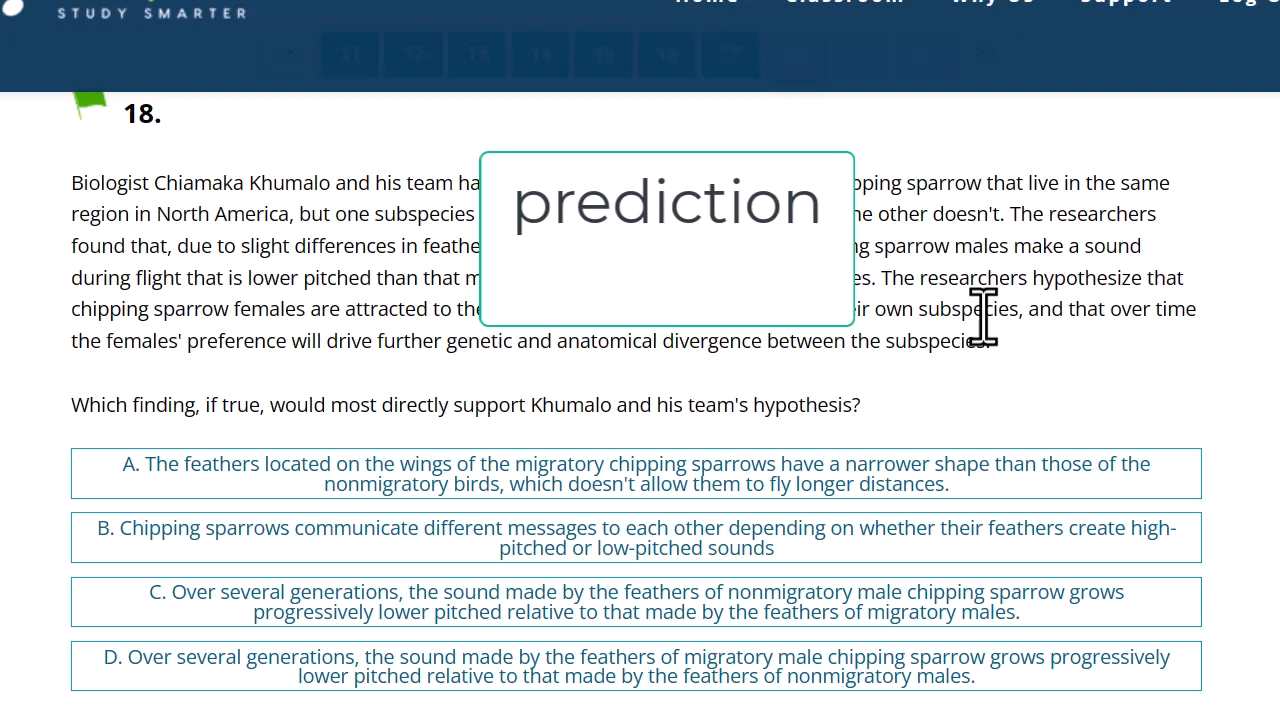 STUDY SMARTER
18.
prediction
Biologist Chiamaka Khumalo and his team ha pping sparrow that live in the same
region in North America, but one subspecies he other doesn't. The researchers
found that, due to slight differences in feathe ng sparrow males make a sound
during flight that is lower pitched than that m es. The researchers hypothesize that
chipping sparrow females are attracted to the eir own subspecies, and that over time
the females' preference will drive further genetic and anatomical divergence between the subspecies.
Which finding, if true, would most directly support Khumalo and his team's hypothesis?
A. The feathers located on the wings of the migratory chipping sparrows have a narrower shape than those of the
nonmigratory birds, which doesn't allow them to fly longer distances.
B. Chipping sparrows communicate different messages to each other depending on whether their feathers create high-
pitched or low-pitched sounds
C. Over several generations, the sound made by the feathers of nonmigratory male chipping sparrow grows
progressively lower pitched relative to that made by the feathers of migratory males.
D. Over several generations, the sound made by the feathers of migratory male chipping sparrow grows progressively
lower pitched relative to that made by the feathers of nonmigratory males.